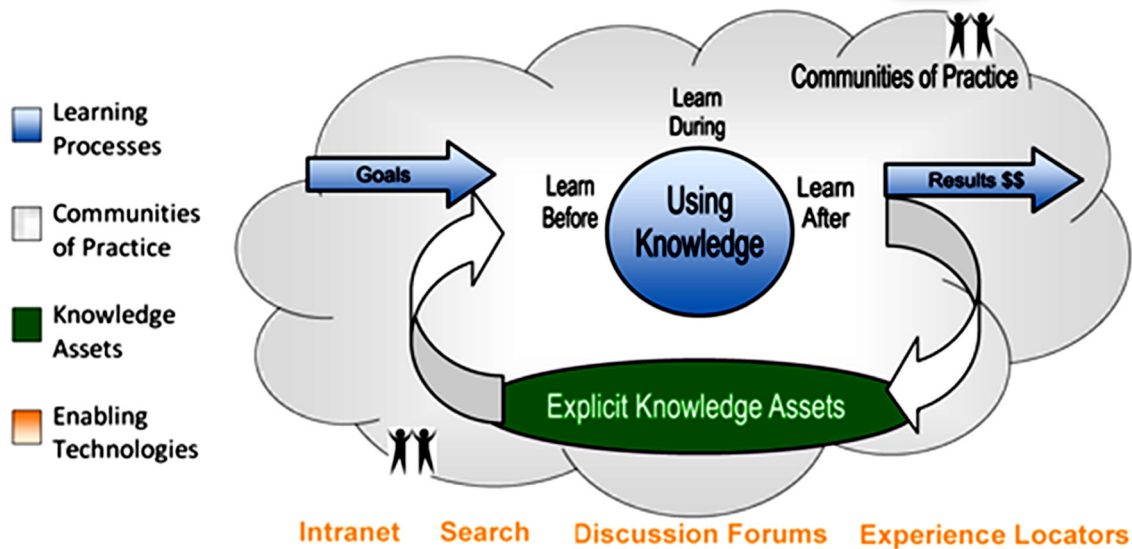 Learning
Processes
Communities
of Practice
Knowledge
Assets
Enabling
Technologies
Communities of Practice
Learn
During
Goals
Learn
Before
Using
Knowledge
Learn
After
Results $$
Explicit Knowledge Assets
Intranet Search Discussion Forums Experience Locators